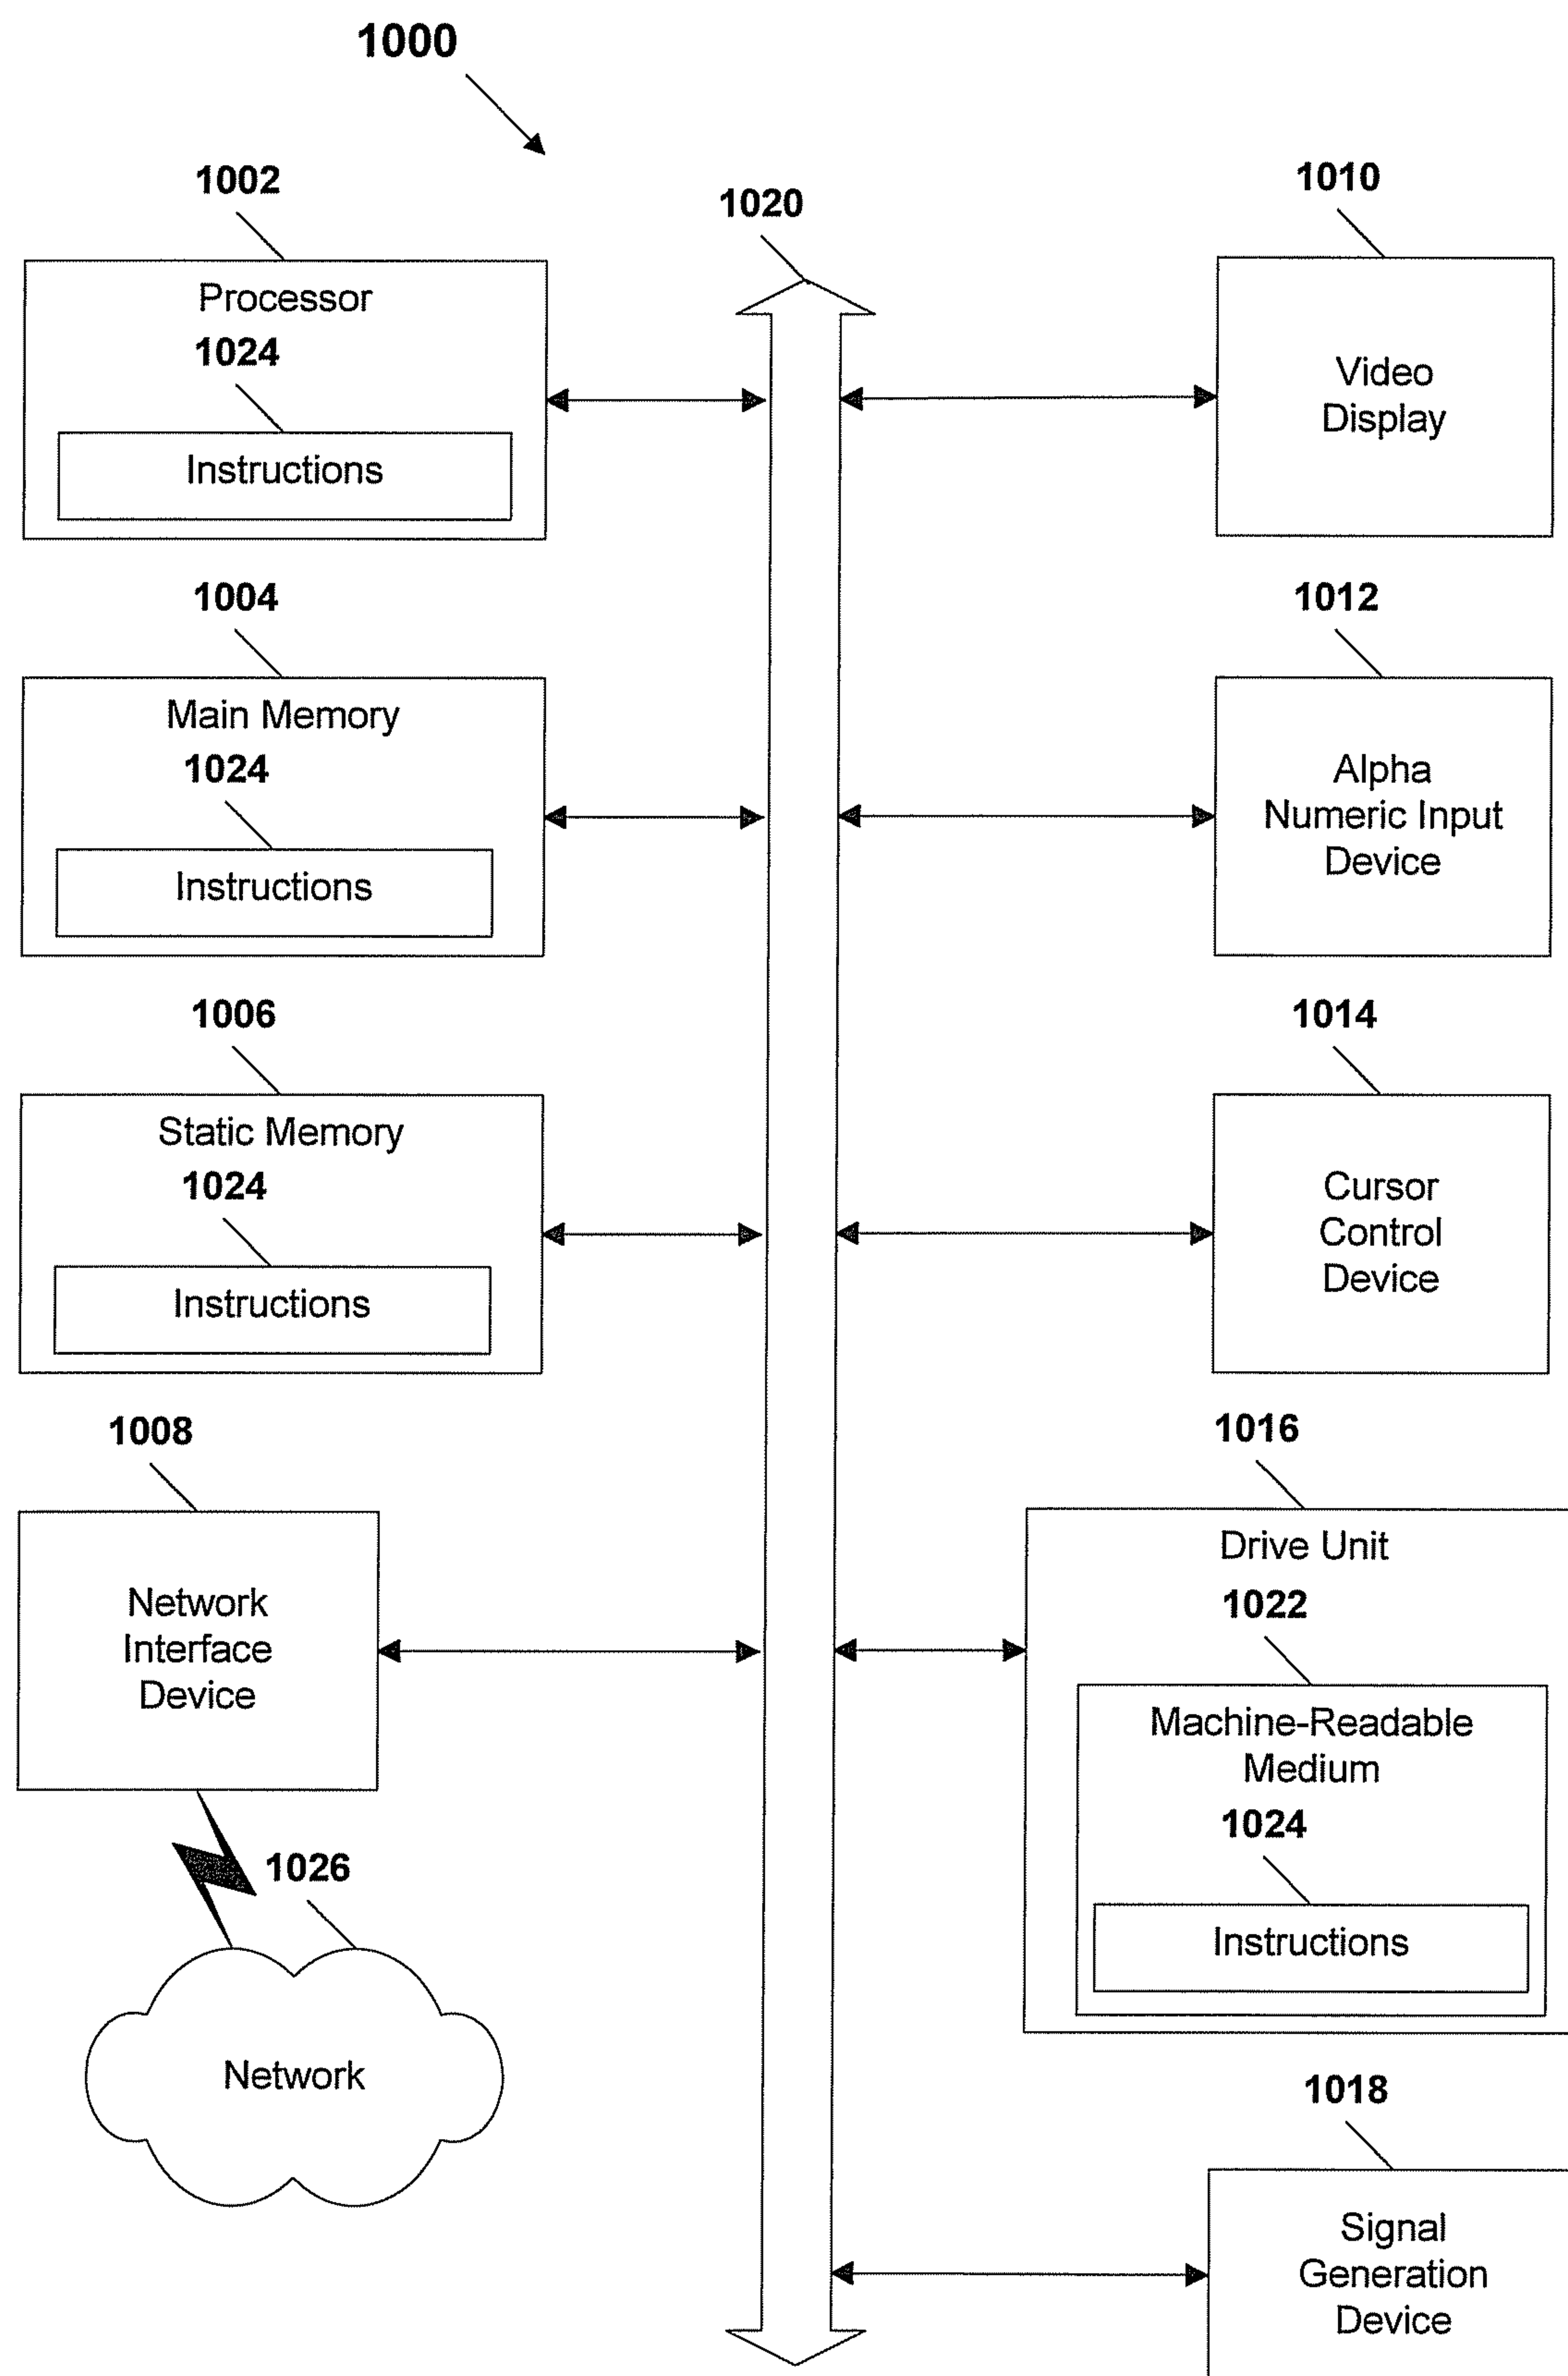 1000
1002
Processor
1024
Instructions
1004
Main Memory
1024
Instructions
1006
Static Memory
1024
Instructions
1008
Network
Interface
Device
1026
Network
1020
1010
Video
Display
1012
Alpha
Numeric Input
Device
1014
Cursor
Control
Device
1016
Drive Unit
1022
Machine-Readable
Medium
1024
Instructions
1018
Signal
Generation
Device